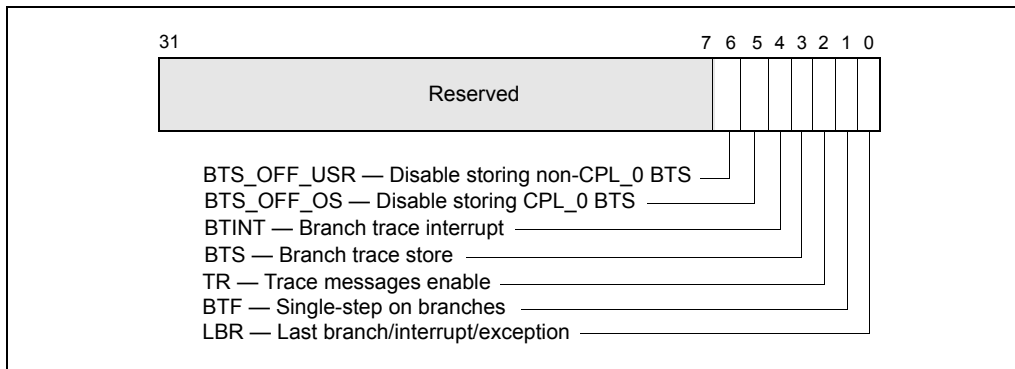 31 7 6 5 4 3 2 1 0
Reserved
BTS_OFF_USR — Disable storing non-CPL_0 BTS
BTS_OFF_OS — Disable storing CPL_0 BTS
BTINT — Branch trace interrupt
BTS — Branch trace store
TR — Trace messages enable
BTF — Single-step on branches
LBR — Last branch/interrupt/exception